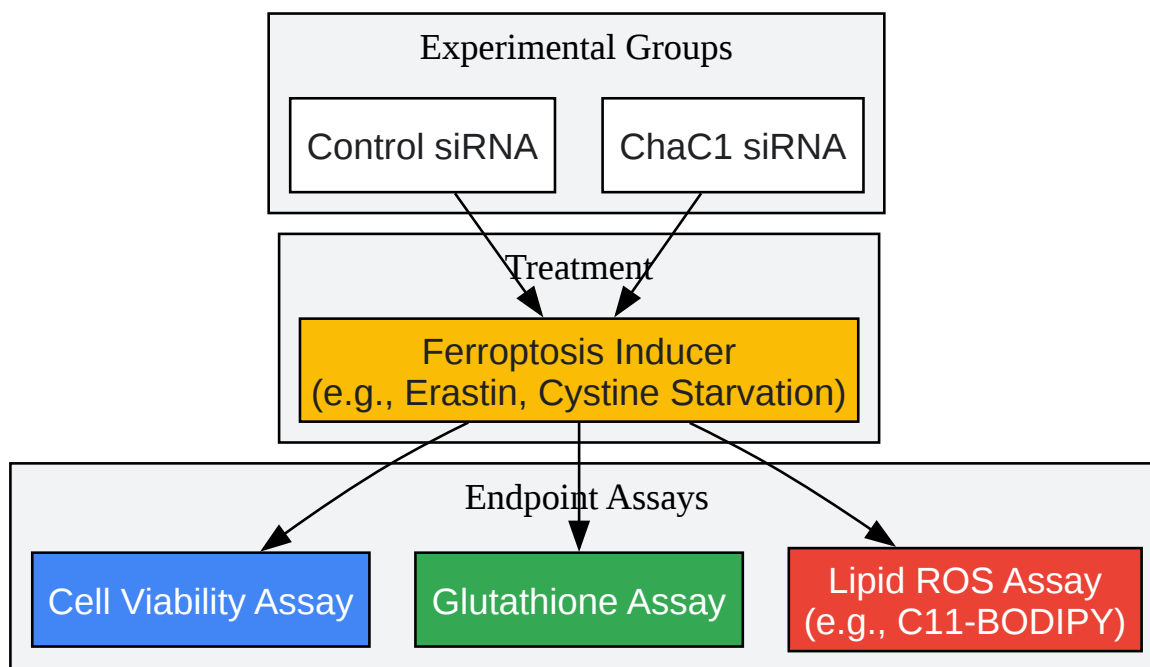 Experimental Groups
Control siRNA
ChaC1 siRNA
Treatment
Ferroptosis Inducer
(e.g., Erastin, Cystine Starvation)
Endpoint Assays
Cell Viability Assay
Glutathione Assay
Lipid ROS Assay
(e.g., C11-BODIPY)